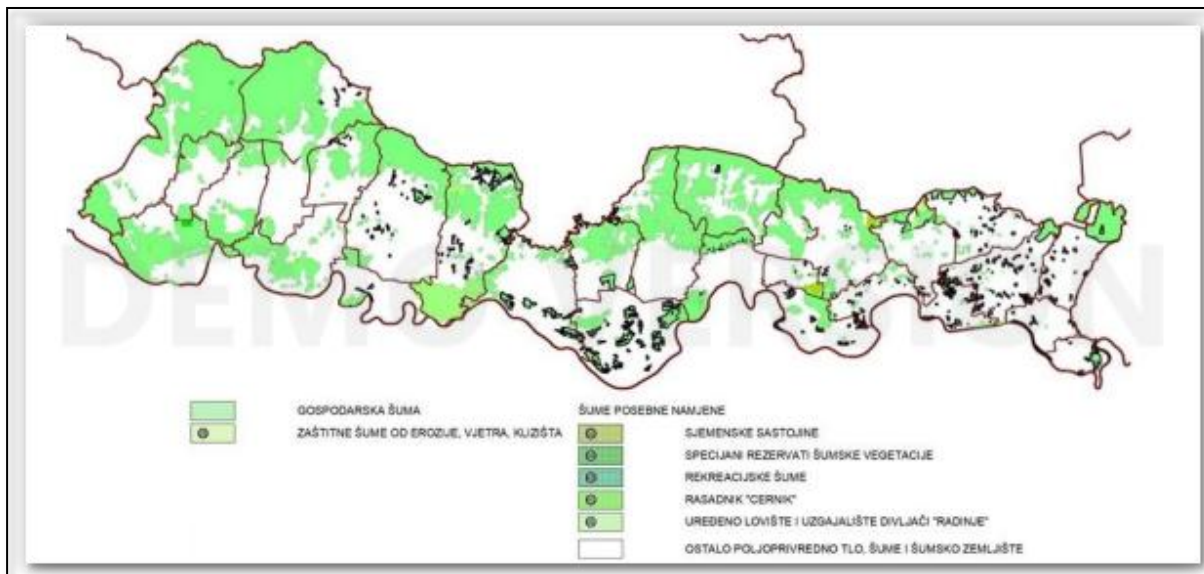 DEMO VERSION
GOSPODARSKA ŠUMA
ZAŠTITNE ŠUME OD EROZIJE, VJETRA, KLIZIŠTA
ŠUME POSEBNE NAMJENE
SJEMENSKE SASTOJINE
SPECIJANI REZERVATI ŠUMSKE VEGETACIJE
REKREACIJSKE ŠUME
RASADNIK "CERNIK"
UREĐENO LOVIŠTE I UZGAJALIŠTE DIVLJAČI "RADINJE"
OSTALO POLJOPRIVREDNO TLO, ŠUME I ŠUMSKO ZEMLJIŠTE